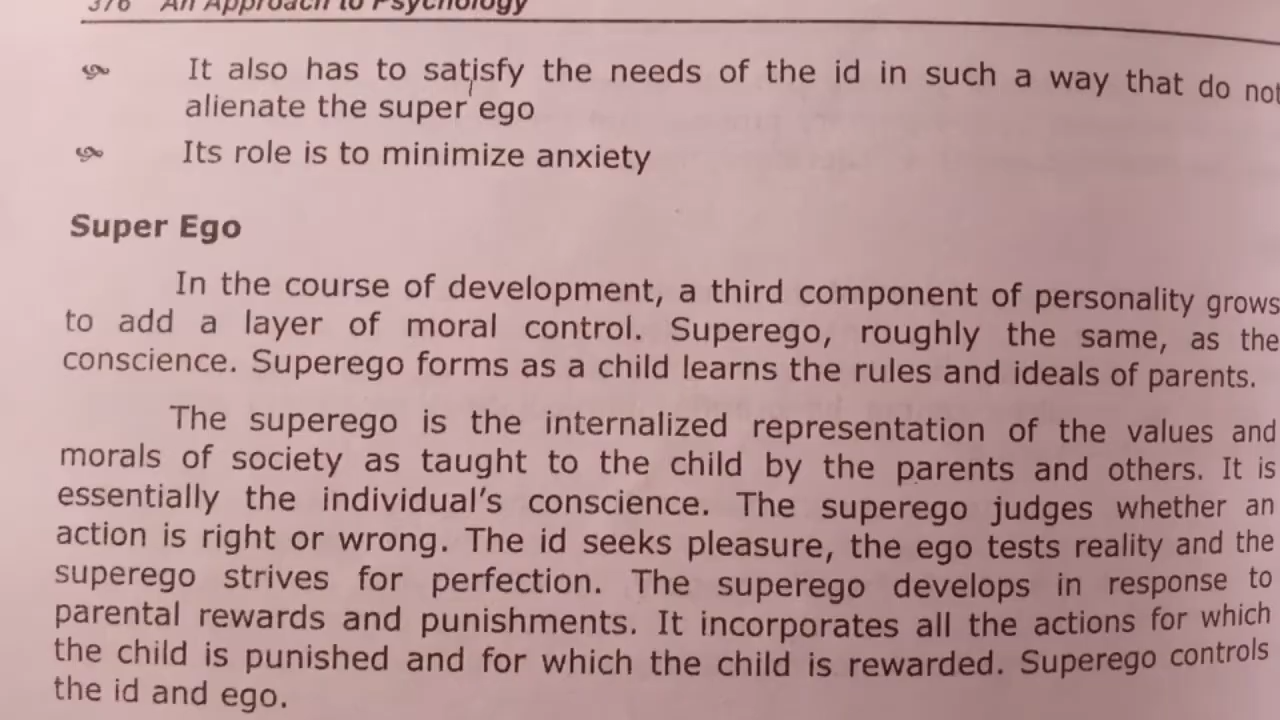 376 An Approach to Psychology
It also has to satisfy the needs of the id in such a way that do not
alienate the super ego
Its role is to minimize anxiety
Super Ego
In the course of development, a third component of personality grows
to add a layer of moral control. Superego, roughly the same, as the
conscience. Superego forms as a child learns the rules and ideals of parents.
The superego is the internalized representation of the values and
morals of society as taught to the child by the parents and others. It is
essentially the individual's conscience. The superego judges whether an
action is right or wrong. The id seeks pleasure, the ego tests reality and the
superego strives for perfection. The superego develops in response to
parental rewards and punishments. It incorporates all the actions for which
the child is punished and for which the child is rewarded. Superego controls
the id and ego.